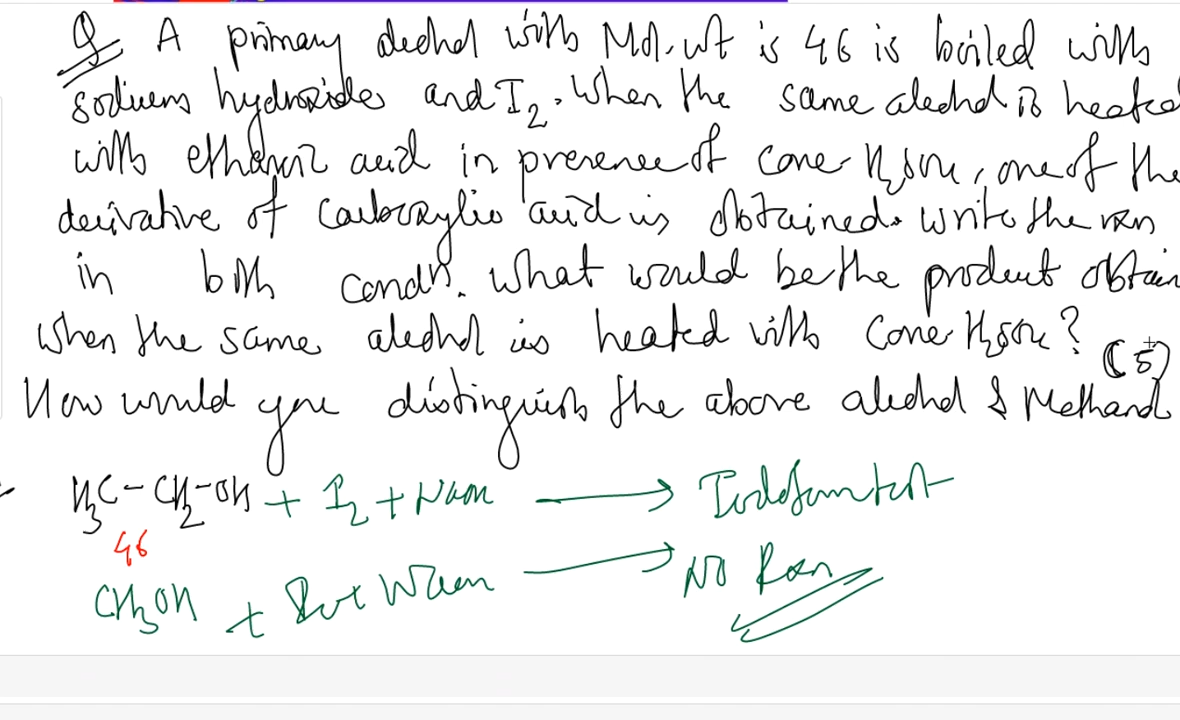 Q A primary alcohol with Mol. wt is 46 is boiled with
sodium hydroxides and I2. When the same alcohol is heated
with ethanoic acid in presence of conc H2SO4, one of the
derivative of carboxylic acid is obtained. write the rxn
in both condn. what would be the product obtain
when the same alcohol is heated with conc H2SO4? (5)
How would you distinguish the above alcohol & Methanol
H3C-CH2-OH + I2 + NaOH → Iodoform test
46
CH3OH + → No Rxn